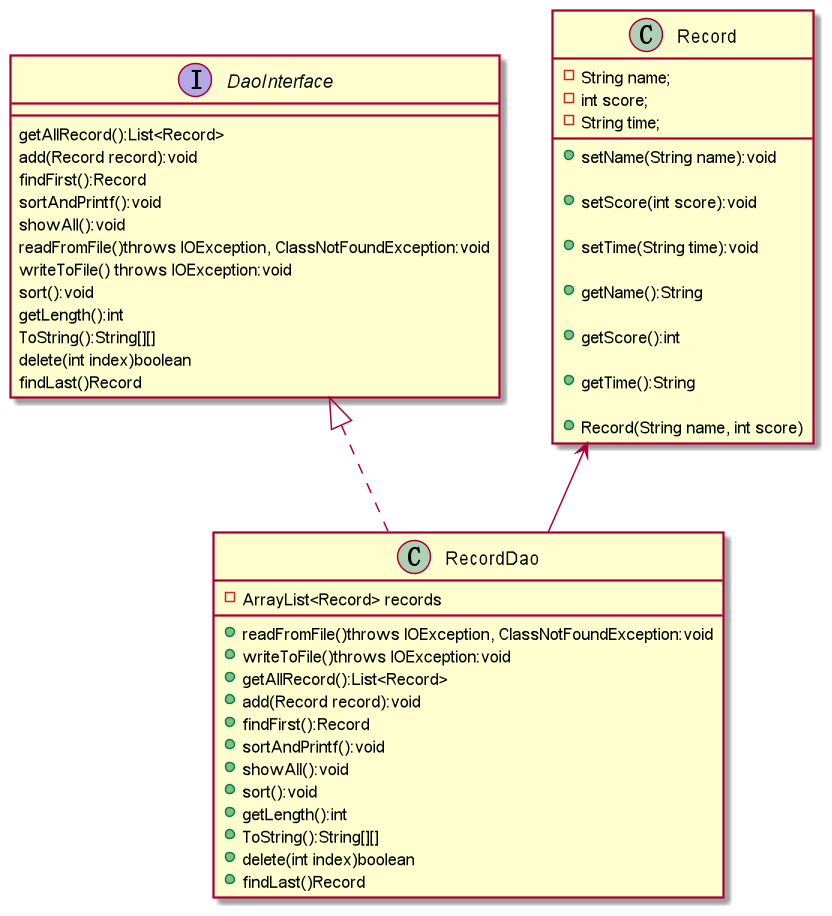 I DaoInterface
getAllRecord():List<Record>
add(Record record):void
findFirst():Record
sortAndPrintf():void
showAll():void
readFromFile()throws IOException, ClassNotFoundException:void
writeToFile() throws IOException:void
sort():void
getLength():int
ToString():String[][]
delete(int index)boolean
findLast()Record
C Record
String name;
int score;
String time;
setName(String name):void
setScore(int score):void
setTime(String time):void
getName():String
getScore():int
getTime():String
Record(String name, int score)
C RecordDao
ArrayList<Record> records
readFromFile()throws IOException, ClassNotFoundException:void
writeToFile()throws IOException:void
getAllRecord():List<Record>
add(Record record):void
findFirst():Record
sortAndPrintf():void
showAll():void
sort():void
getLength():int
ToString():String[][]
delete(int index)boolean
findLast()Record